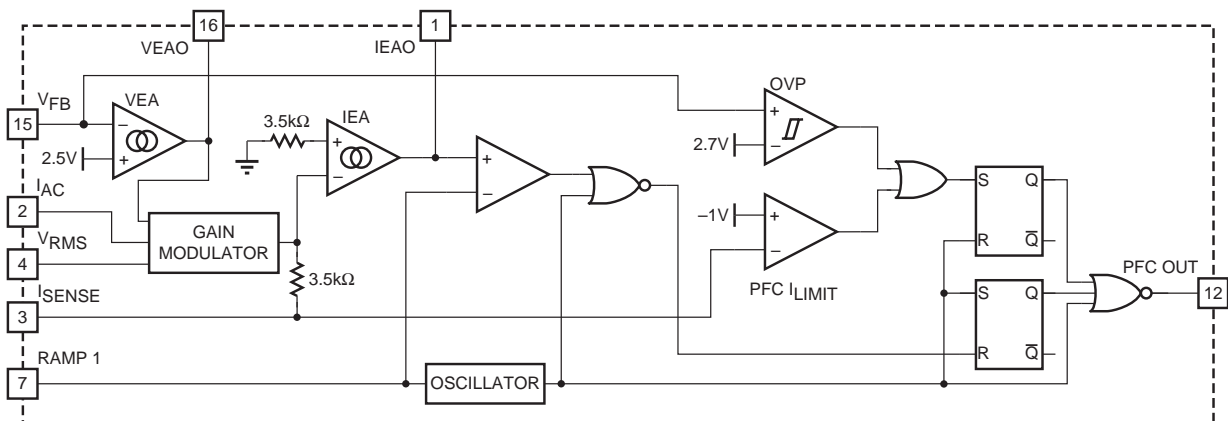 16
VEAO
1
IEAO
15
VFB
VEA
2.5V
3.5kΩ
IEA
OVP
2.7V
IAC
2
VRMS
4
GAIN
MODULATOR
–1V
S Q
R Q̅
PFC OUT
12
ISENSE
3
3.5kΩ
PFC ILIMIT
S Q
R Q̅
RAMP 1
7
OSCILLATOR
+
–